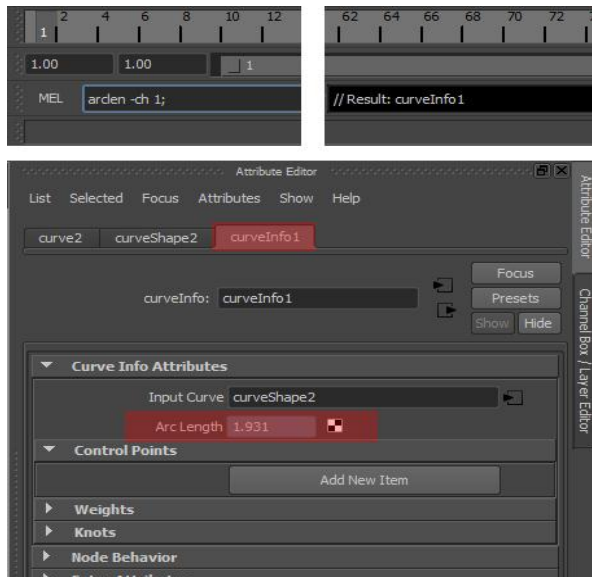 2 4 6 8 10 12
1
62 64 66 68 70 72
1.00 1.00 1
MEL arclen -ch 1;
// Result: curveInfo1
Attribute Editor
List Selected Focus Attributes Show Help
curve2 curveShape2 curveInfo1
Focus
curveInfo: curveInfo1
Presets
Show Hide
Curve Info Attributes
Input Curve curveShape2
Arc Length 1.931
Control Points
Add New Item
Weights
Knots
Node Behavior
Attribute Editor
Channel Box / Layer Editor